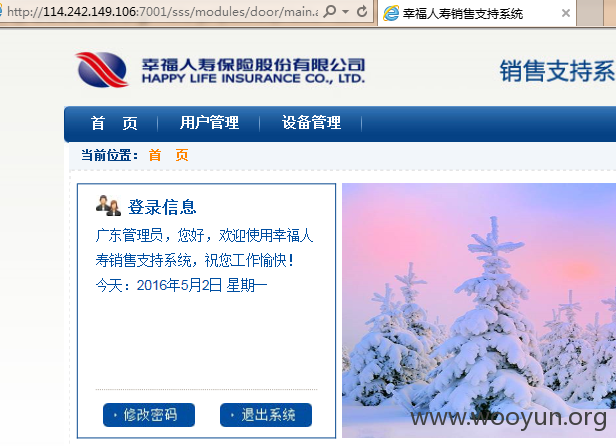 http://114.242.149.106:7001/sss/modules/door/main.a
幸福人寿销售支持系统
幸福人寿保险股份有限公司
HAPPY LIFE INSURANCE CO., LTD.
销售支持系
首 页 用户管理 设备管理
当前位置： 首 页
登录信息
广东管理员，您好，欢迎使用幸福人
寿销售支持系统，祝您工作愉快！
今天：2016年5月2日 星期一
修改密码 退出系统
www.wooyun.org